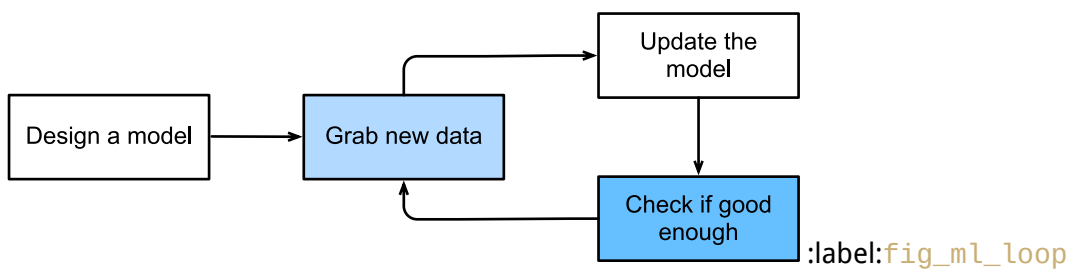 Design a model
Grab new data
Update the
model
Check if good
enough
:label:fig_ml_loop